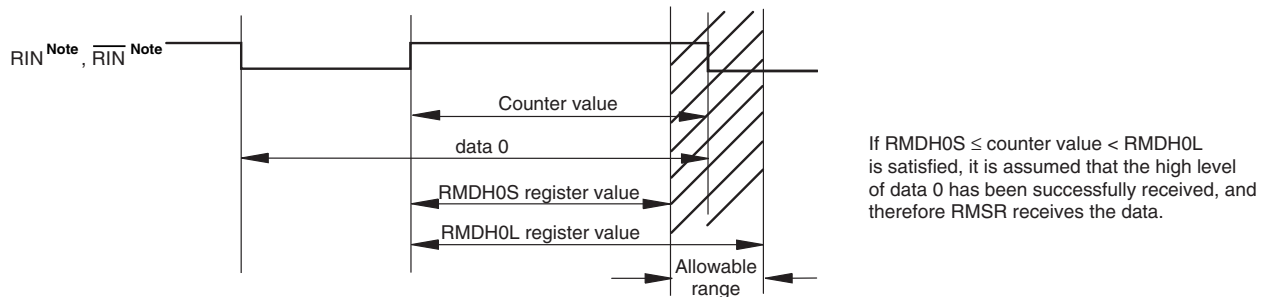 RIN Note, RIN Note
Counter value
data 0
RMDH0S register value
RMDH0L register value
Allowable
range
If RMDH0S ≤ counter value < RMDH0L
is satisfied, it is assumed that the high level
of data 0 has been successfully received, and
therefore RMSR receives the data.